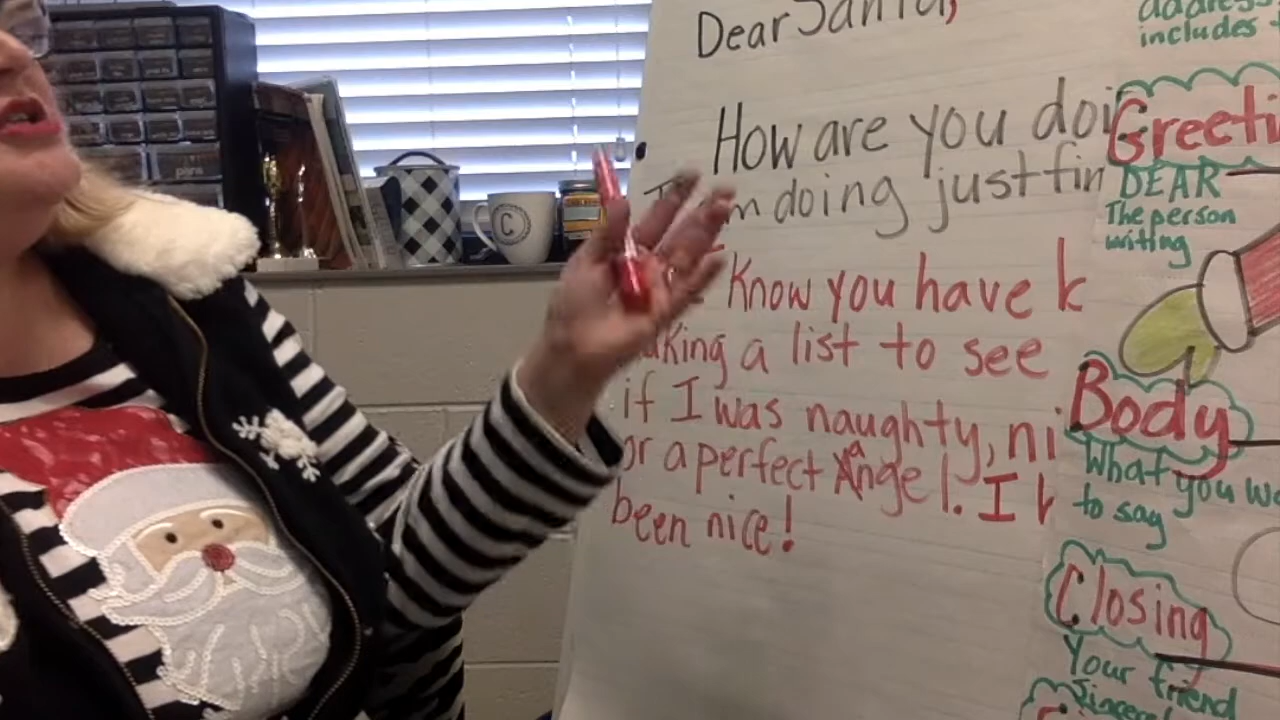 Dear Santa,
How are you doi
doing just fin
Know you have k
a list to see
if I was naughty, ni
or a perfect Angel. I
been nice!
address
includes
Greeti
DEAR
The person
writing
Body
What you wa
to say
Closing
Your friend
Sincerel
C